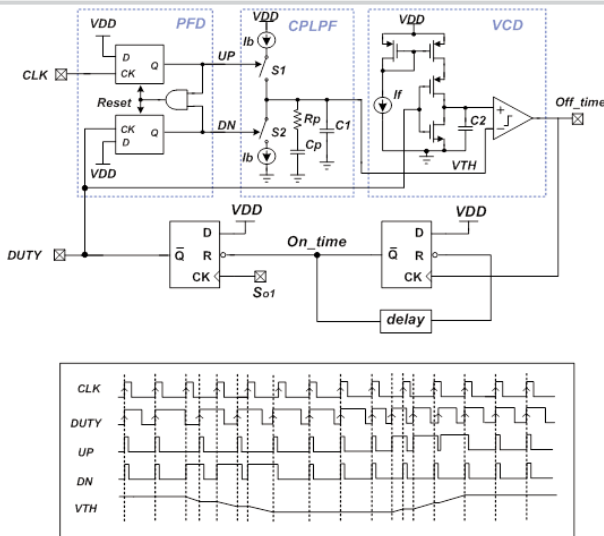 PFD
CPLPF
VCD
VDD
VDD
VDD
Ib
D
Q
UP
S1
CLK
CK
If
Reset
Rp
C1
Off_time
DN
S2
C2
CK
Q
D
Cp
Ib
VTH
VDD
VDD
VDD
D
On_time
D
DUTY
Q̄
R
Q̄
R
CK
So1
CK
delay
CLK
DUTY
UP
DN
VTH